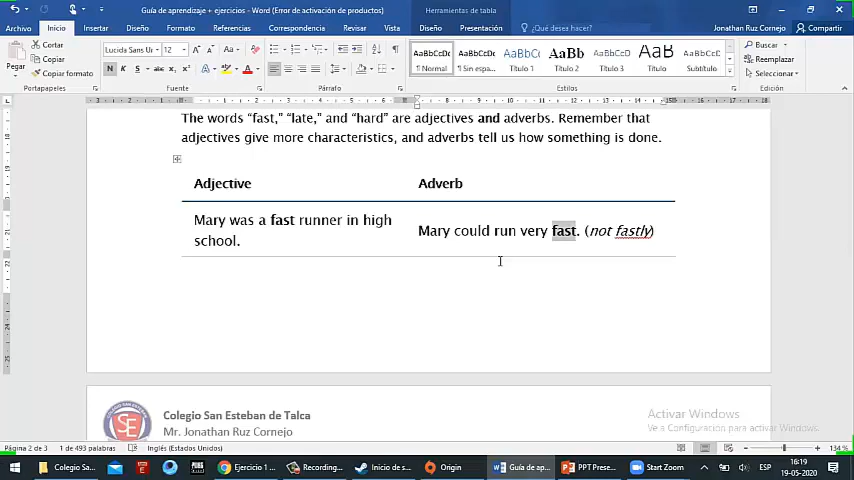 Guía de aprendizaje + ejercicios - Word (Error de activación de productos)
Herramientas de tabla
Archivo Inicio Insertar Diseño Formato Referencias Correspondencia Revisar Vista Diseño Presentación ¿Qué desea hacer? Jonathan Ruz Cornejo Compartir
Pegar
Cortar
Copiar
Copiar formato
Portapapeles
Lucida Sans Un 12
N K S abc x₂ x²
Fuente
Párrafo
AaBbCcDc AaBbCcDc AaBbCc AaBbC AaBbCcD AaB AaBbCcD
¶ Normal ¶ Sin espa... Título 1 Título 2 Título 3 Título Subtítulo
Estilos
Buscar
Reemplazar
Seleccionar
Edición
The words “fast,” “late,” and “hard” are adjectives and adverbs. Remember that
adjectives give more characteristics, and adverbs tell us how something is done.
Adjective Adverb
Mary was a fast runner in high
school.
Mary could run very fast. (not fastly)
Colegio San Esteban de Talca
Mr. Jonathan Ruz Cornejo
Activar Windows
Ve a Configuración para activar Windows.
Página 2 de 3 1 de 493 palabras Inglés (Estados Unidos) 134 %
Colegio Sa... Ejercicio 1 ... Recording... Inicio de s... Origin Guía de ap... PPT Prese... Start Zoom ESP
16:19
19-05-2020